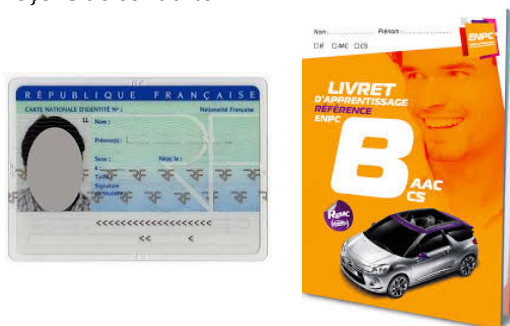 RÉPUBLIQUE FRANÇAISE
CARTE NATIONALE D'IDENTITÉ N° :
Nationalité Française
Nom :
Prénom(s) :
Sexe :
Né(e) le :
à :
Taille :
Signature
<<<<<<<<<<<<<<<<<<<<
<< <
Nom : Prénom :
B AAC CS
ENPC
LIVRET
D'APPRENTISSAGE
RÉFÉRENCE
ENPC
B
AAC
CS
REMC